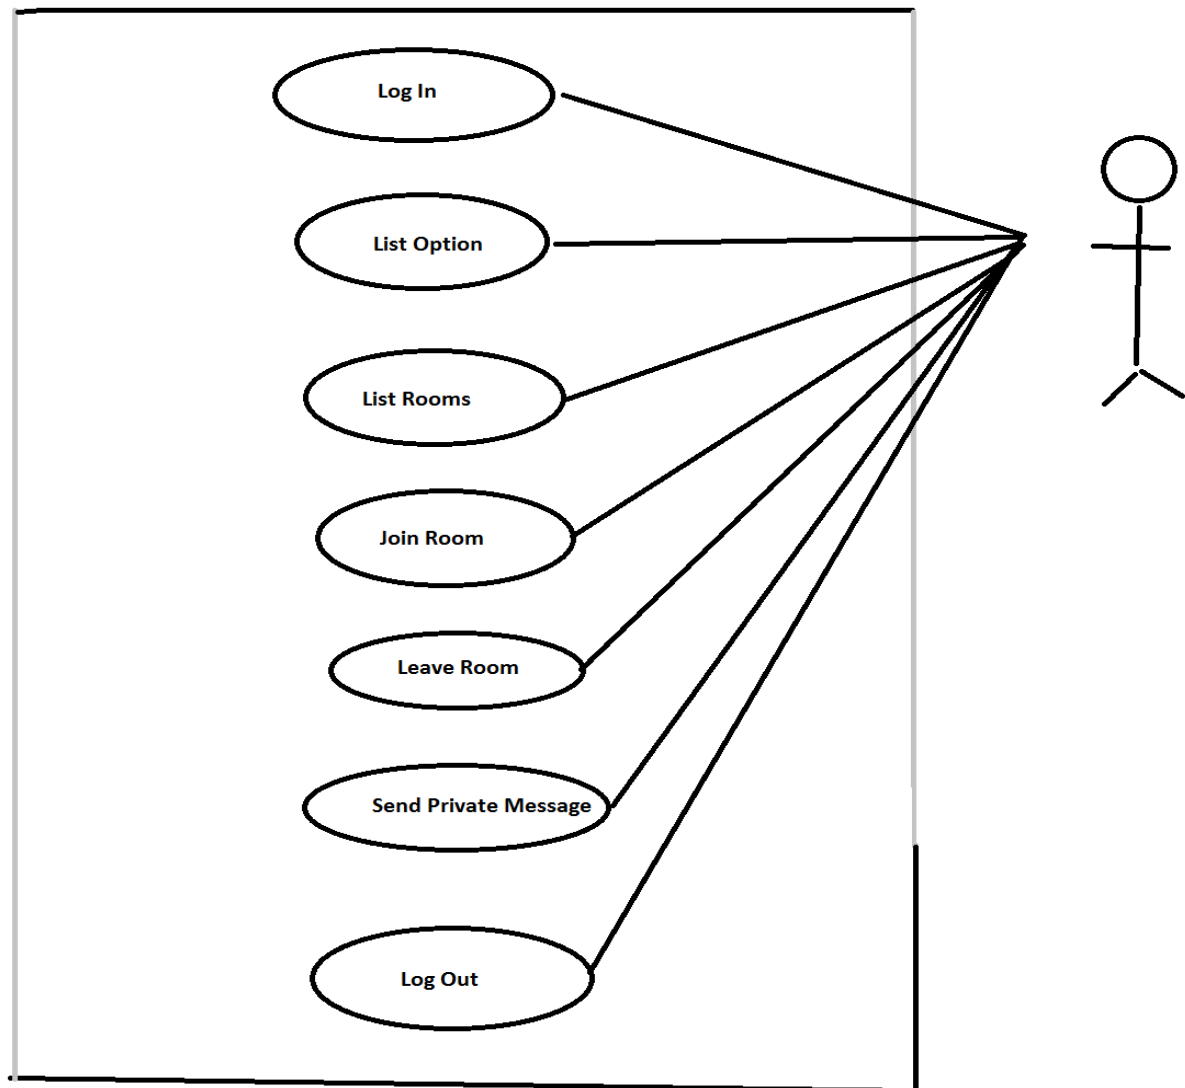 Log In
List Option
List Rooms
Join Room
Leave Room
Send Private Message
Log Out